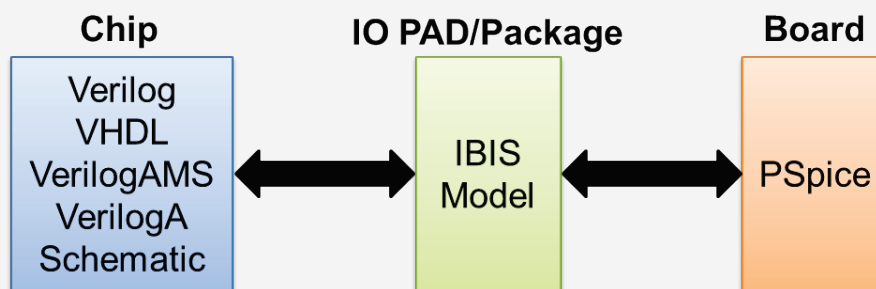 Chip
Verilog
VHDL
VerilogAMS
VerilogA
Schematic
IO PAD/Package
IBIS
Model
Board
PSpice